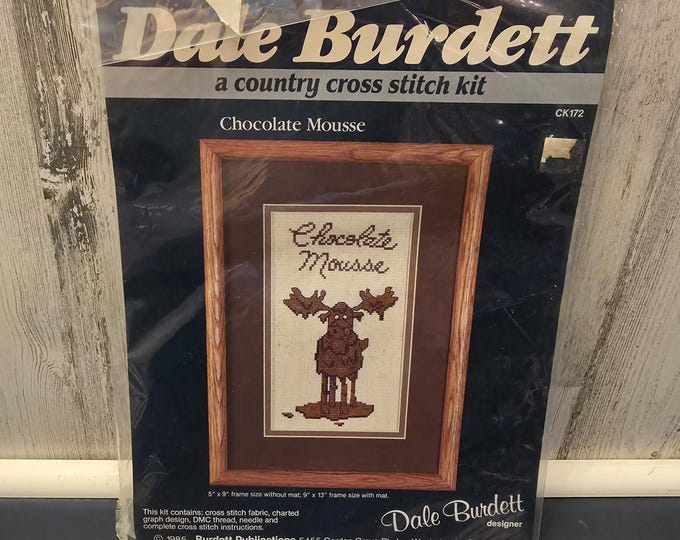 Dale Burdett
a country cross stitch kit
CK172
Chocolate Mousse
Chocolate
Mousse
5" x 9" frame size without mat; 9" x 13" frame size with mat.
This kit contains: cross stitch fabric, charted
graph design, DMC thread, needle and
complete cross stitch instructions.
Dale Burdett
designer
© 1985 Burdett Publications